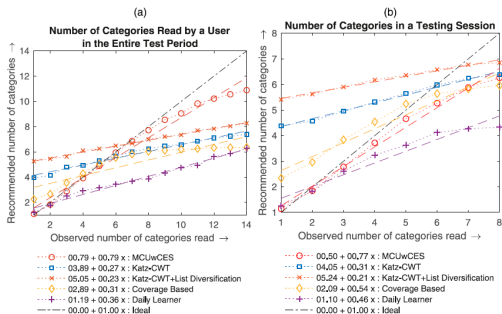 (a)
Number of Categories Read by a User
in the Entire Test Period
Recommended number of categories →
14
12
10
8
6
4
2
2 4 6 8 10 12 14
Observed number of categories read →
00.79 + 00.79 x : MCUwCES
03.89 + 00.27 x : Katz-CWT
05.05 + 00.23 x : Katz-CWT+List Diversification
02.89 + 00.31 x : Coverage Based
01.19 + 00.36 x : Daily Learner
00.00 + 01.00 x : Ideal
(b)
Number of Categories in a Testing Session
Recommended number of categories →
8
7
6
5
4
3
2
1
1 2 3 4 5 6 7 8
Observed number of categories read →
00.50 + 00.77 x : MCUwCES
04.05 + 00.31 x : Katz-CWT
05.24 + 00.21 x : Katz-CWT+List Diversification
02.09 + 00.54 x : Coverage Based
01.10 + 00.46 x : Daily Learner
00.00 + 01.00 x : Ideal